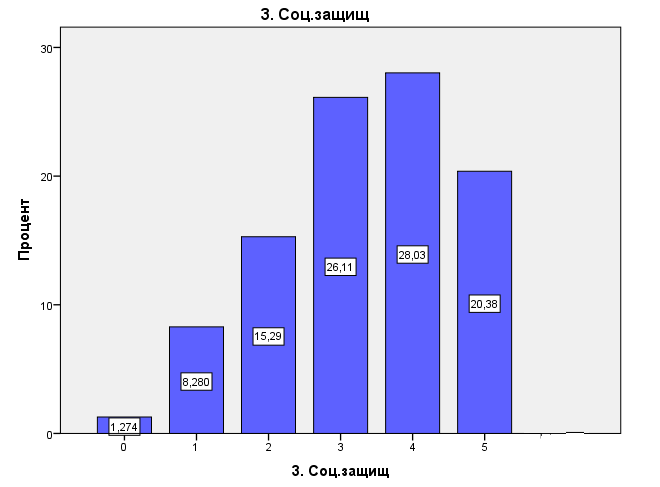 3. Соц.защищ
Процент
30
20
10
0
1,274
8,280
15,29
26,11
28,03
20,38
0 1 2 3 4 5
3. Соц.защищ